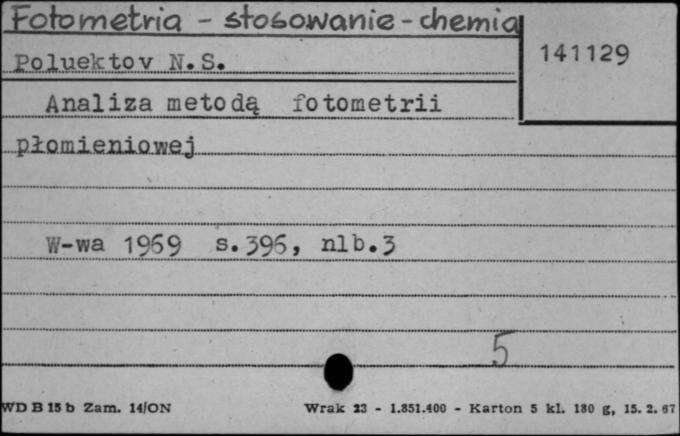 Fotometria - stosowanie - chemia
141129
Poluektov N.S.
Analiza metodą fotometrii
płomieniowej
W-wa 1969 s.396, nlb.3
5
WD B 15 b Zam. 14/ON
Wrak 23 - 1.851.400 - Karton 5 kl. 180 g, 15. 2. 67